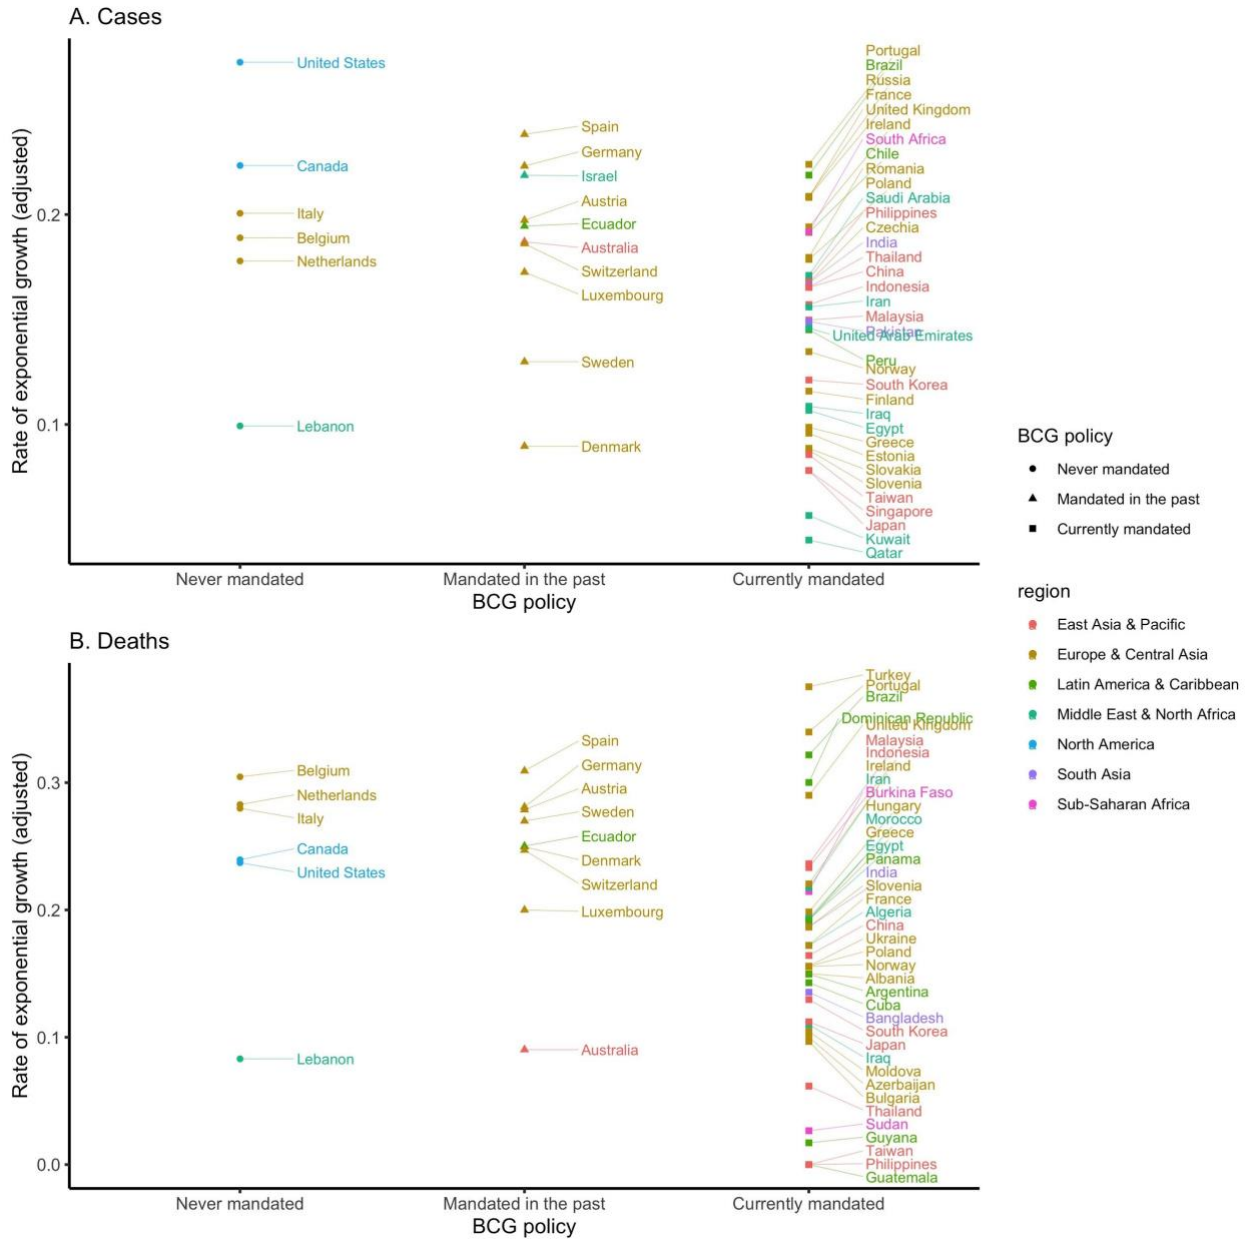 A. Cases
Rate of exponential growth (adjusted)
0.2
0.1
United States
Canada
Italy
Belgium
Netherlands
Lebanon
Spain
Germany
Israel
Austria
Ecuador
Australia
Switzerland
Luxembourg
Sweden
Denmark
Portugal
Brazil
Russia
France
United Kingdom
Ireland
South Africa
Chile
Romania
Poland
Saudi Arabia
Philippines
Czechia
India
Thailand
China
Indonesia
Iran
Malaysia
Pakistan
United Arab Emirates
Peru
Norway
South Korea
Finland
Iraq
Egypt
Greece
Estonia
Slovakia
Slovenia
Taiwan
Singapore
Japan
Kuwait
Qatar
Never mandated
Mandated in the past
Currently mandated
BCG policy
BCG policy
Never mandated
Mandated in the past
Currently mandated
region
East Asia & Pacific
Europe & Central Asia
Latin America & Caribbean
Middle East & North Africa
North America
South Asia
Sub-Saharan Africa
B. Deaths
Rate of exponential growth (adjusted)
0.3
0.2
0.1
0.0
Belgium
Netherlands
Italy
Canada
United States
Lebanon
Spain
Germany
Austria
Sweden
Ecuador
Denmark
Switzerland
Luxembourg
Australia
Turkey
Portugal
Brazil
Dominican Republic
United Kingdom
Malaysia
Indonesia
Ireland
Iran
Burkina Faso
Hungary
Morocco
Greece
Egypt
Panama
India
Slovenia
France
Algeria
China
Ukraine
Poland
Norway
Albania
Argentina
Cuba
Bangladesh
South Korea
Japan
Iraq
Moldova
Azerbaijan
Bulgaria
Thailand
Sudan
Guyana
Taiwan
Philippines
Guatemala
Never mandated
Mandated in the past
Currently mandated
BCG policy